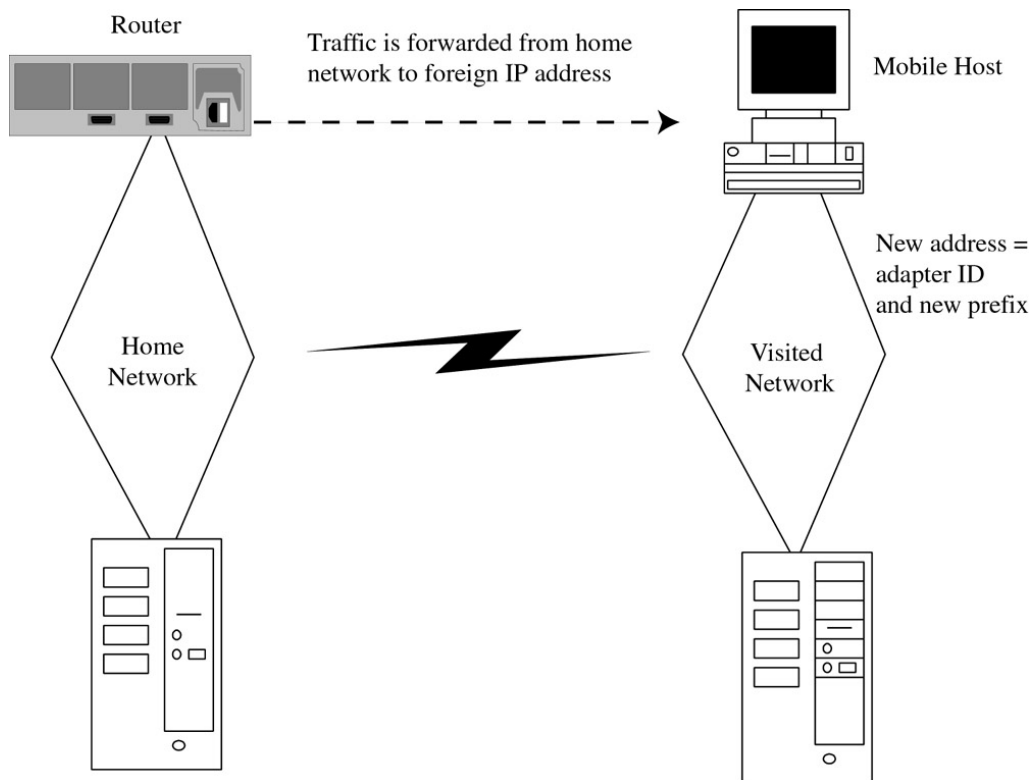 Router
Traffic is forwarded from home
network to foreign IP address
Mobile Host
New address =
adapter ID
and new prefix
Home
Network
Visited
Network